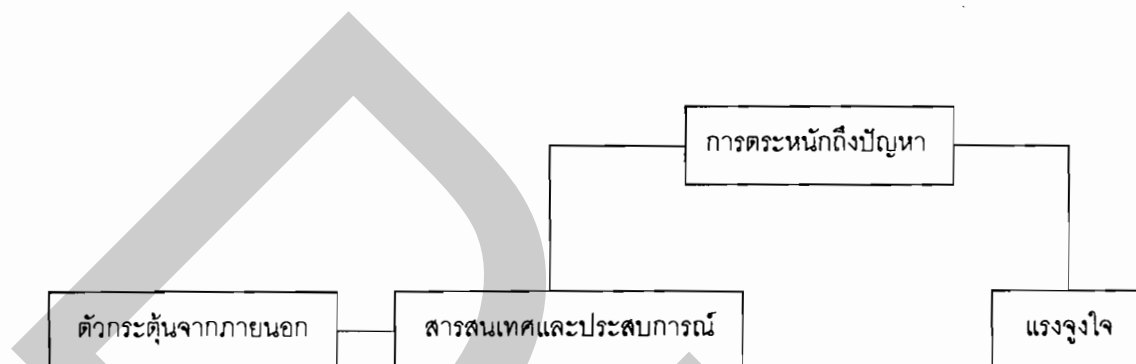 การตระหนักถึงปัญหา
ตัวกระตุ้นจากภายนอก
สารสนเทศและประสบการณ์
แรงจูงใจ